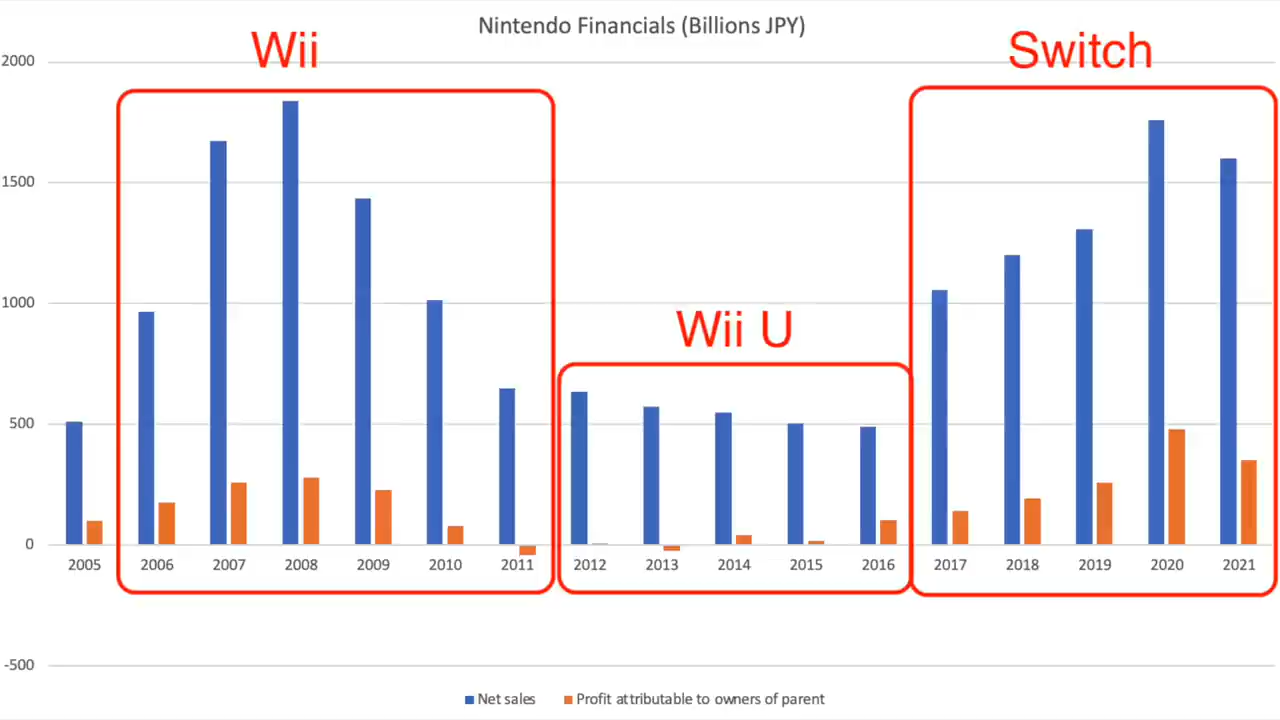 Nintendo Financials (Billions JPY)
Wii
Switch
2000
1500
1000
Wii U
500
0
2005 2006 2007 2008 2009 2010 2011 2012 2013 2014 2015 2016 2017 2018 2019 2020 2021
-500
Net sales Profit attributable to owners of parent